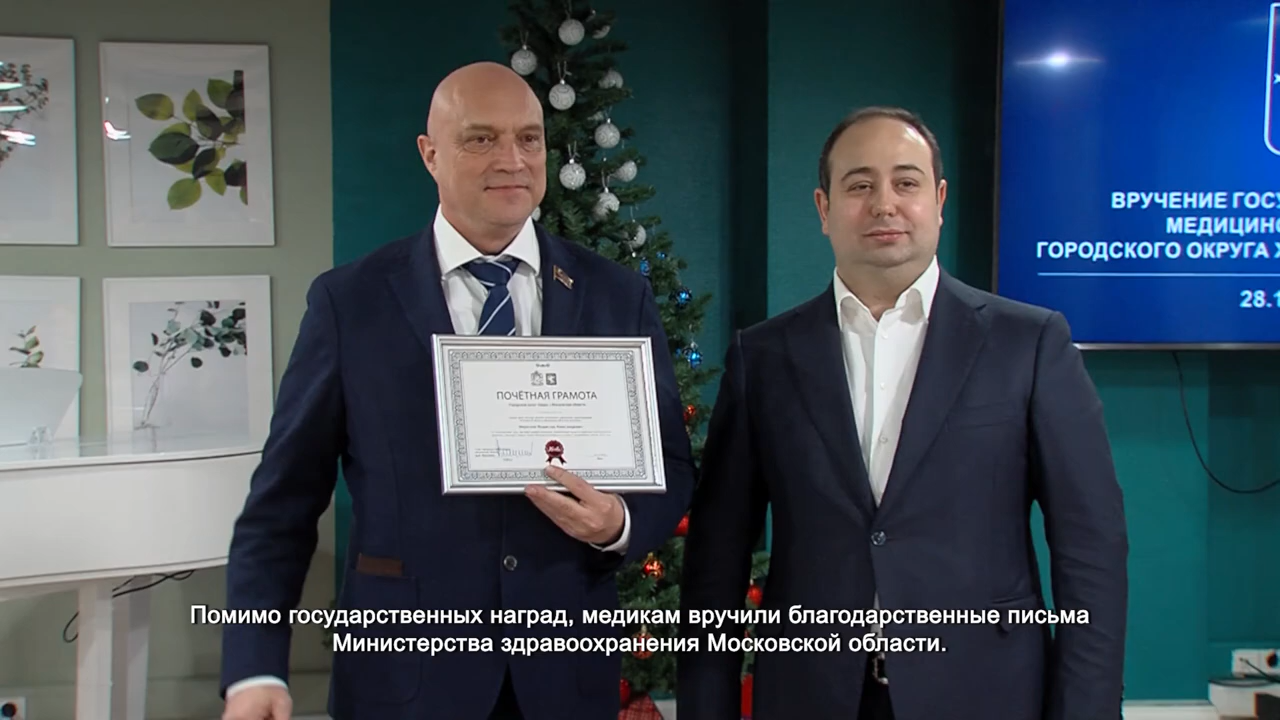 ВРУЧЕНИЕ ГОСУ
МЕДИЦИНС
ГОРОДСКОГО ОКРУГА Х
28.1
ПОЧЁТНАЯ ГРАМОТА
Помимо государственных наград, медикам вручили благодарственные письма
Министерства здравоохранения Московской области.